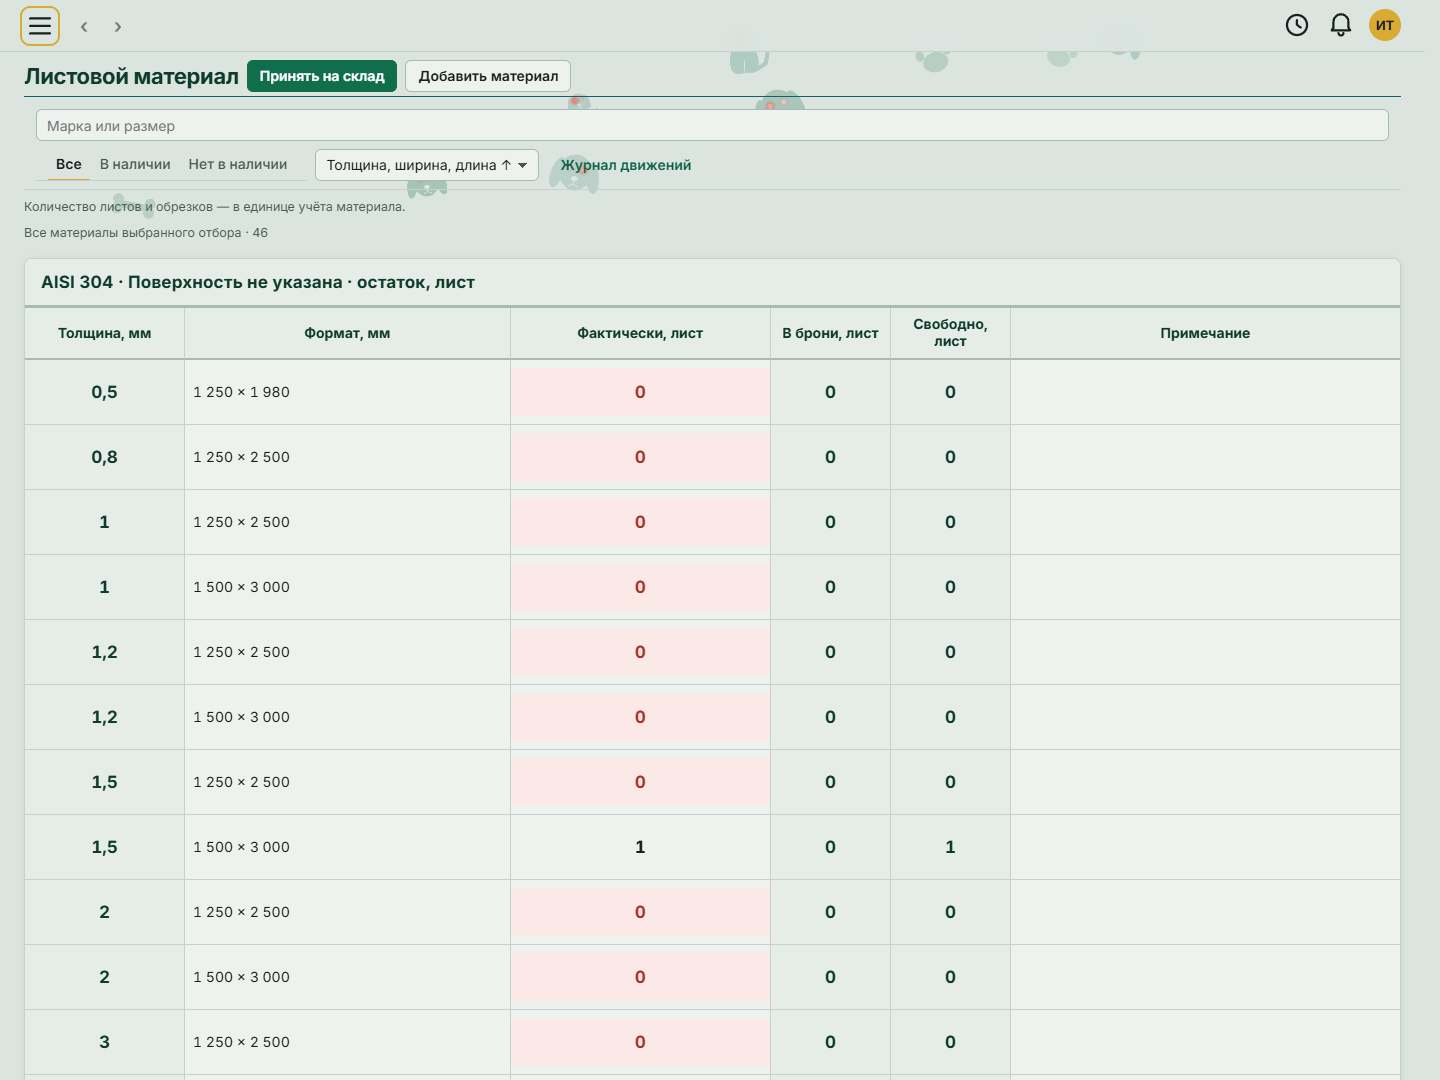 ИТ
Листовой материал
Принять на склад
Добавить материал
Марка или размер
Все В наличии Нет в наличии Толщина, ширина, длина ↑ Журнал движений
Количество листов и обрезков — в единице учёта материала.
Все материалы выбранного отбора · 46
AISI 304 · Поверхность не указана · остаток, лист
Толщина, мм Формат, мм Фактически, лист В брони, лист Свободно, лист Примечание
0,5 1 250 × 1 980 0 0 0
0,8 1 250 × 2 500 0 0 0
1 1 250 × 2 500 0 0 0
1 1 500 × 3 000 0 0 0
1,2 1 250 × 2 500 0 0 0
1,2 1 500 × 3 000 0 0 0
1,5 1 250 × 2 500 0 0 0
1,5 1 500 × 3 000 1 0 1
2 1 250 × 2 500 0 0 0
2 1 500 × 3 000 0 0 0
3 1 250 × 2 500 0 0 0